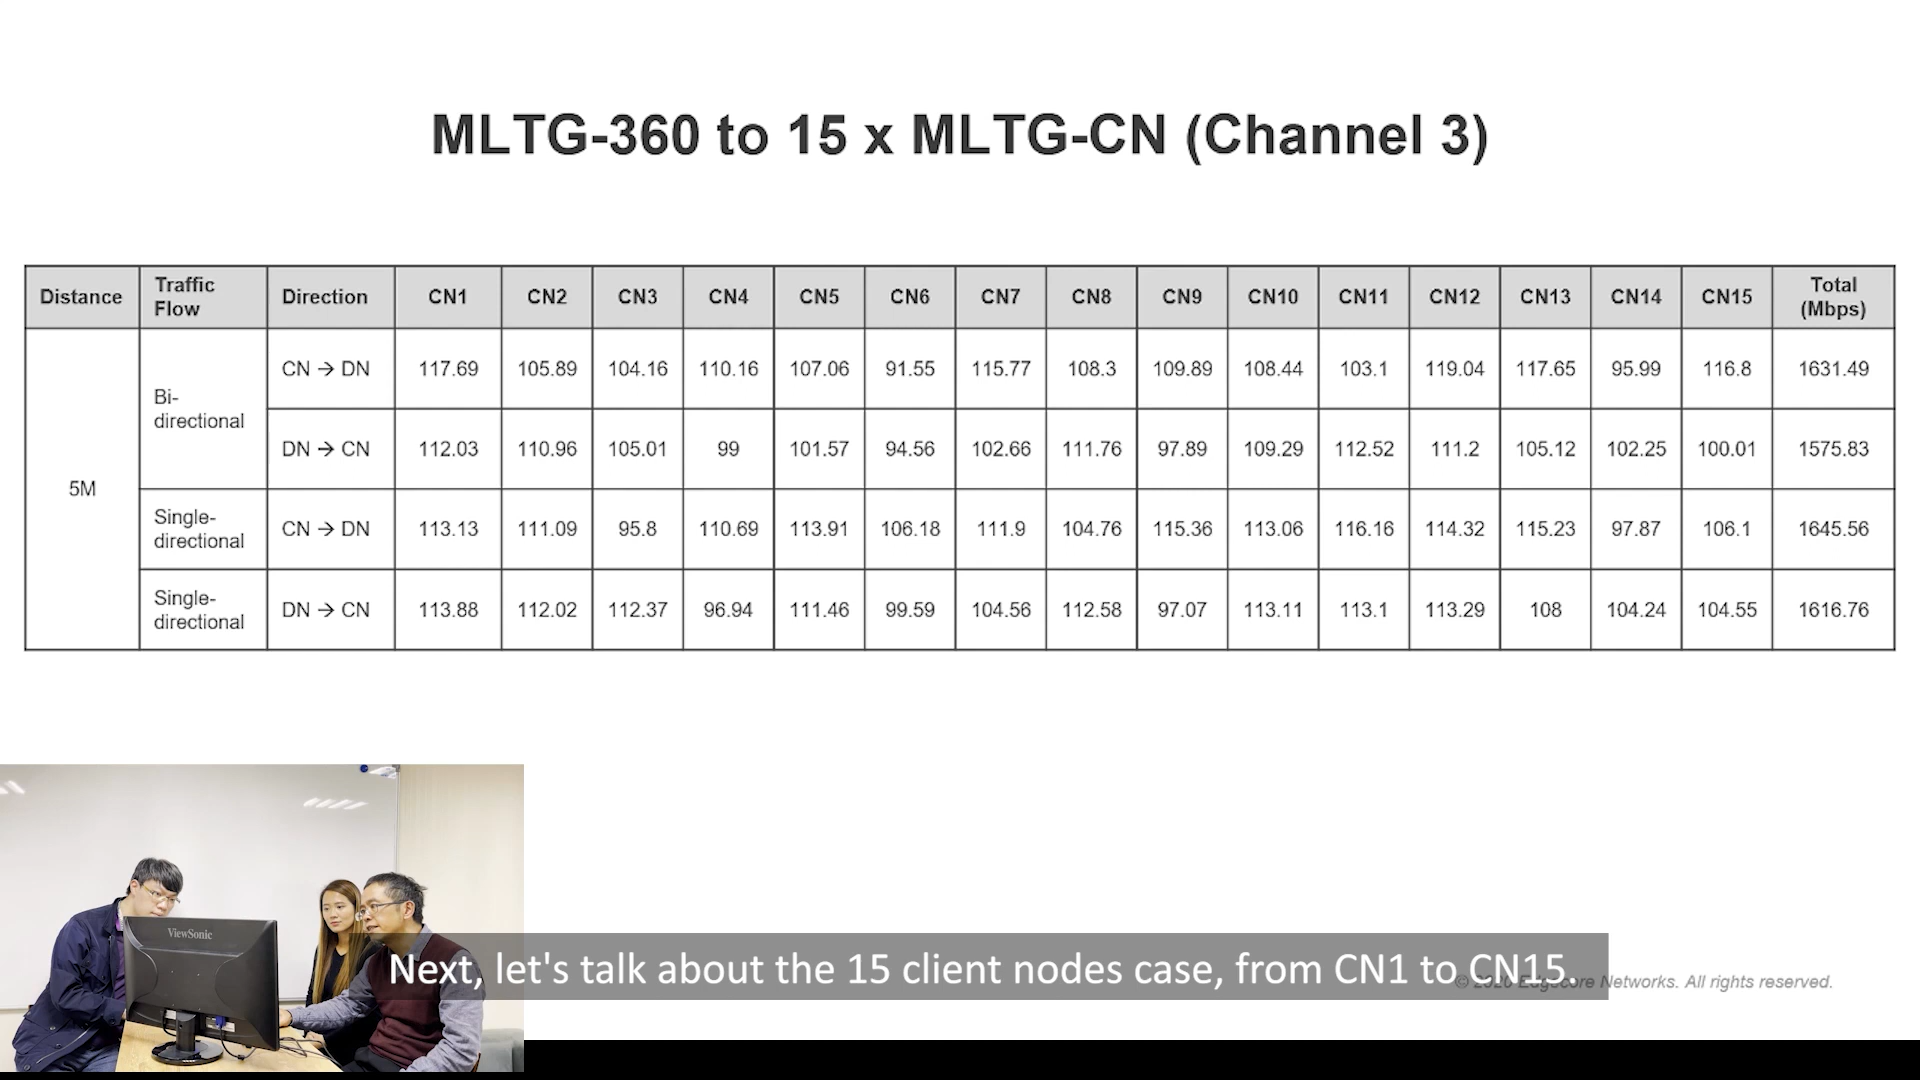 MLTG-360 to 15 x MLTG-CN (Channel 3)
Distance Traffic Flow Direction CN1 CN2 CN3 CN4 CN5 CN6 CN7 CN8 CN9 CN10 CN11 CN12 CN13 CN14 CN15 Total (Mbps)
5M
Bi-
directional
CN → DN 117.69 105.89 104.16 110.16 107.06 91.55 115.77 108.3 109.89 108.44 103.1 119.04 117.65 95.99 116.8 1631.49
DN → CN 112.03 110.96 105.01 99 101.57 94.56 102.66 111.76 97.89 109.29 112.52 111.2 105.12 102.25 100.01 1575.83
Single-
directional
CN → DN 113.13 111.09 95.8 110.69 113.91 106.18 111.9 104.76 115.36 113.06 116.16 114.32 115.23 97.87 106.1 1645.56
Single-
directional
DN → CN 113.88 112.02 112.37 96.94 111.46 99.59 104.56 112.58 97.07 113.11 113.1 113.29 108 104.24 104.55 1616.76
ViewSonic
Next, let's talk about the 15 client nodes case, from CN1 to CN15.
© Edgecore Networks. All rights reserved.